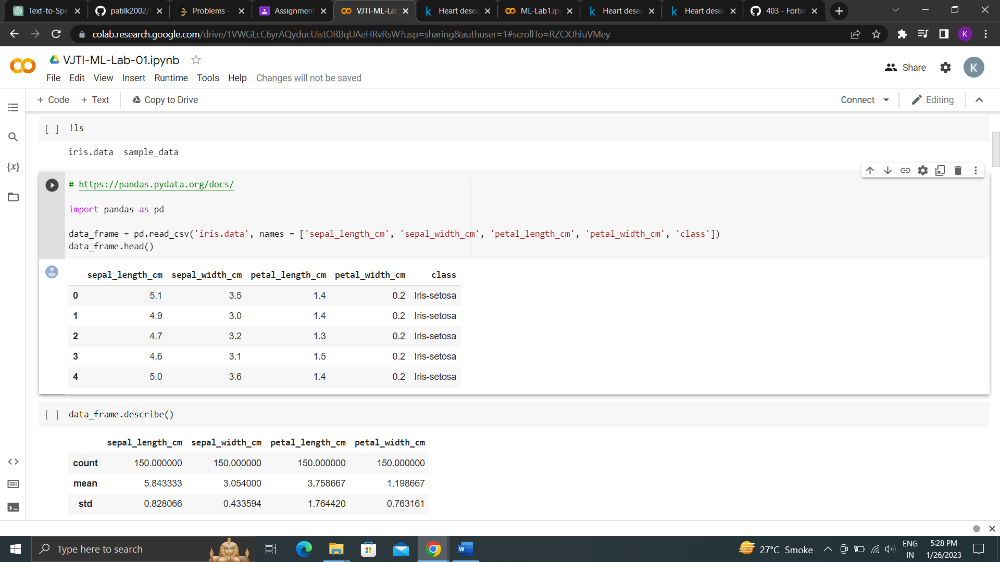 Text-to-Spe
patilk2002/
Problems -
Assignment
VJTI-ML-La
Heart desea
ML-Lab1.ip
Heart desea
Heart desea
403 - Forbi
colab.research.google.com/drive/1VWGLcC6yrAQyducUistORBqUAeHRvRsW?usp=sharing&authuser=1#scrollTo=RZCXJhluVMey
K
VJTI-ML-Lab-01.ipynb
Share
K
File Edit View Insert Runtime Tools Help Changes will not be saved
+ Code + Text Copy to Drive
Connect Editing
[ ] !ls
iris.data sample_data
{x}
# https://pandas.pydata.org/docs/
import pandas as pd
data_frame = pd.read_csv('iris.data', names = ['sepal_length_cm', 'sepal_width_cm', 'petal_length_cm', 'petal_width_cm', 'class'])
data_frame.head()
sepal_length_cm sepal_width_cm petal_length_cm petal_width_cm class
0 5.1 3.5 1.4 0.2 Iris-setosa
1 4.9 3.0 1.4 0.2 Iris-setosa
2 4.7 3.2 1.3 0.2 Iris-setosa
3 4.6 3.1 1.5 0.2 Iris-setosa
4 5.0 3.6 1.4 0.2 Iris-setosa
[ ] data_frame.describe()
sepal_length_cm sepal_width_cm petal_length_cm petal_width_cm
count 150.000000 150.000000 150.000000 150.000000
mean 5.843333 3.054000 3.758667 1.198667
std 0.828066 0.433594 1.764420 0.763161
Type here to search
27°C Smoke
ENG
IN
5:28 PM
1/26/2023